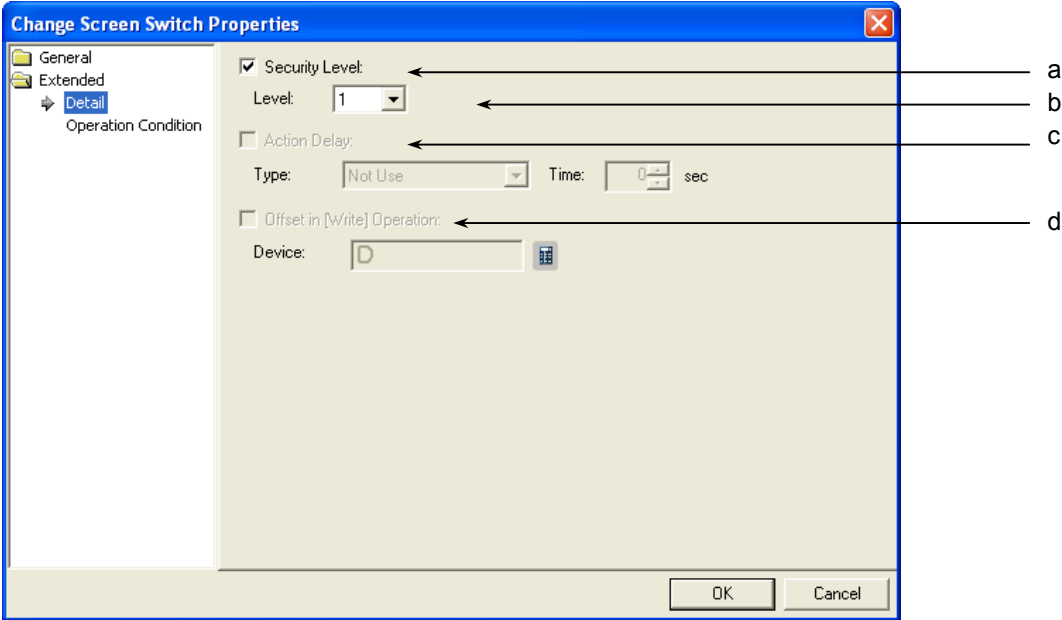 Change Screen Switch Properties
General
Extended
Detail
Operation Condition
Security Level:
a
Level: 1
b
Action Delay:
c
Type: Not Use Time: 0 sec
Offset in [Write] Operation:
d
Device: D
OK Cancel